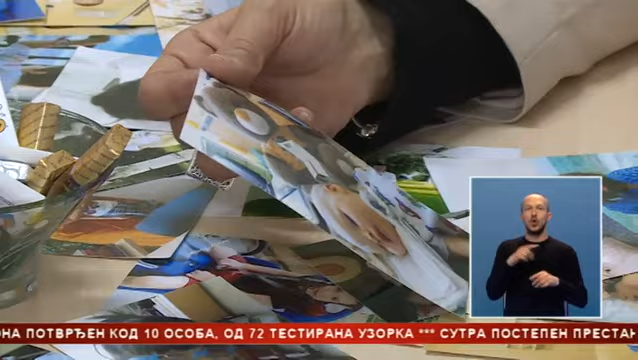 ОНА ПОТВРЂЕН КОД 10 ОСОБА, ОД 72 ТЕСТИРАНА УЗОРКА *** СУТРА ПОСТЕПЕН ПРЕСТАН